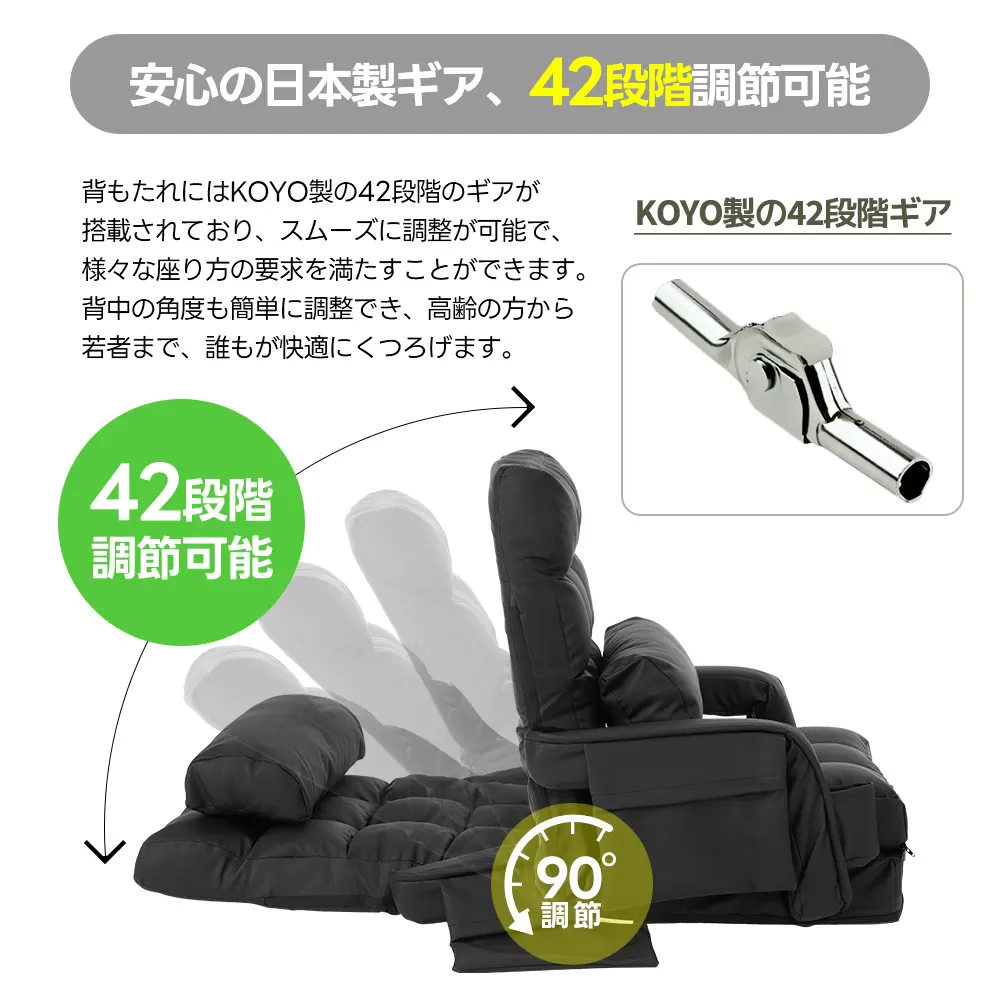 安心の日本製ギア、42段階調節可能
背もたれにはKOYO製の42段階のギアが
搭載されており、スムーズに調整が可能で、
様々な座り方の要求を満たすことができます。
背中の角度も簡単に調整でき、高齢の方から
若者まで、誰もが快適にくつろげます。
KOYO製の42段階ギア
42段階
調節可能
90°
調節